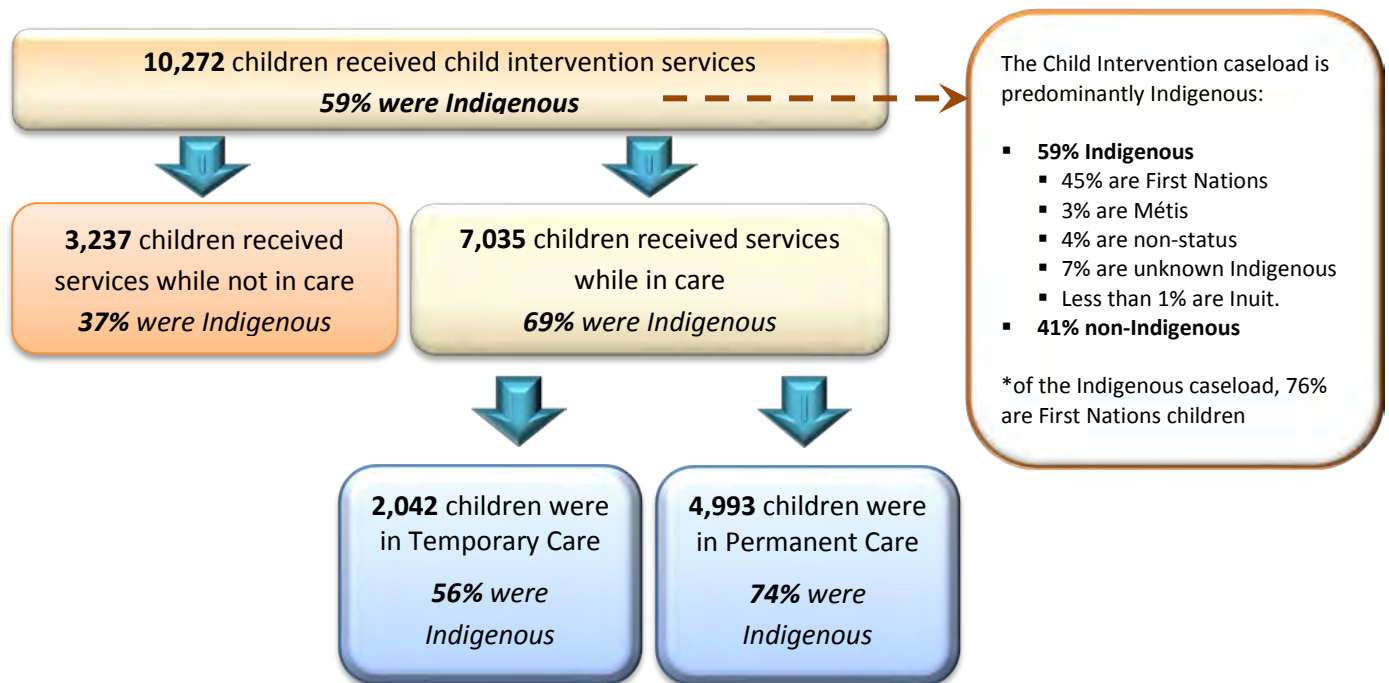 10,272 children received child intervention services
59% were Indigenous
3,237 children received
services while not in care
37% were Indigenous
7,035 children received services
while in care
69% were Indigenous
2,042 children were
in Temporary Care
56% were
Indigenous
4,993 children were
in Permanent Care
74% were
Indigenous
The Child Intervention caseload is
predominantly Indigenous:
▪ 59% Indigenous
▪ 45% are First Nations
▪ 3% are Métis
▪ 4% are non-status
▪ 7% are unknown Indigenous
▪ Less than 1% are Inuit.
▪ 41% non-Indigenous
*of the Indigenous caseload, 76%
are First Nations children